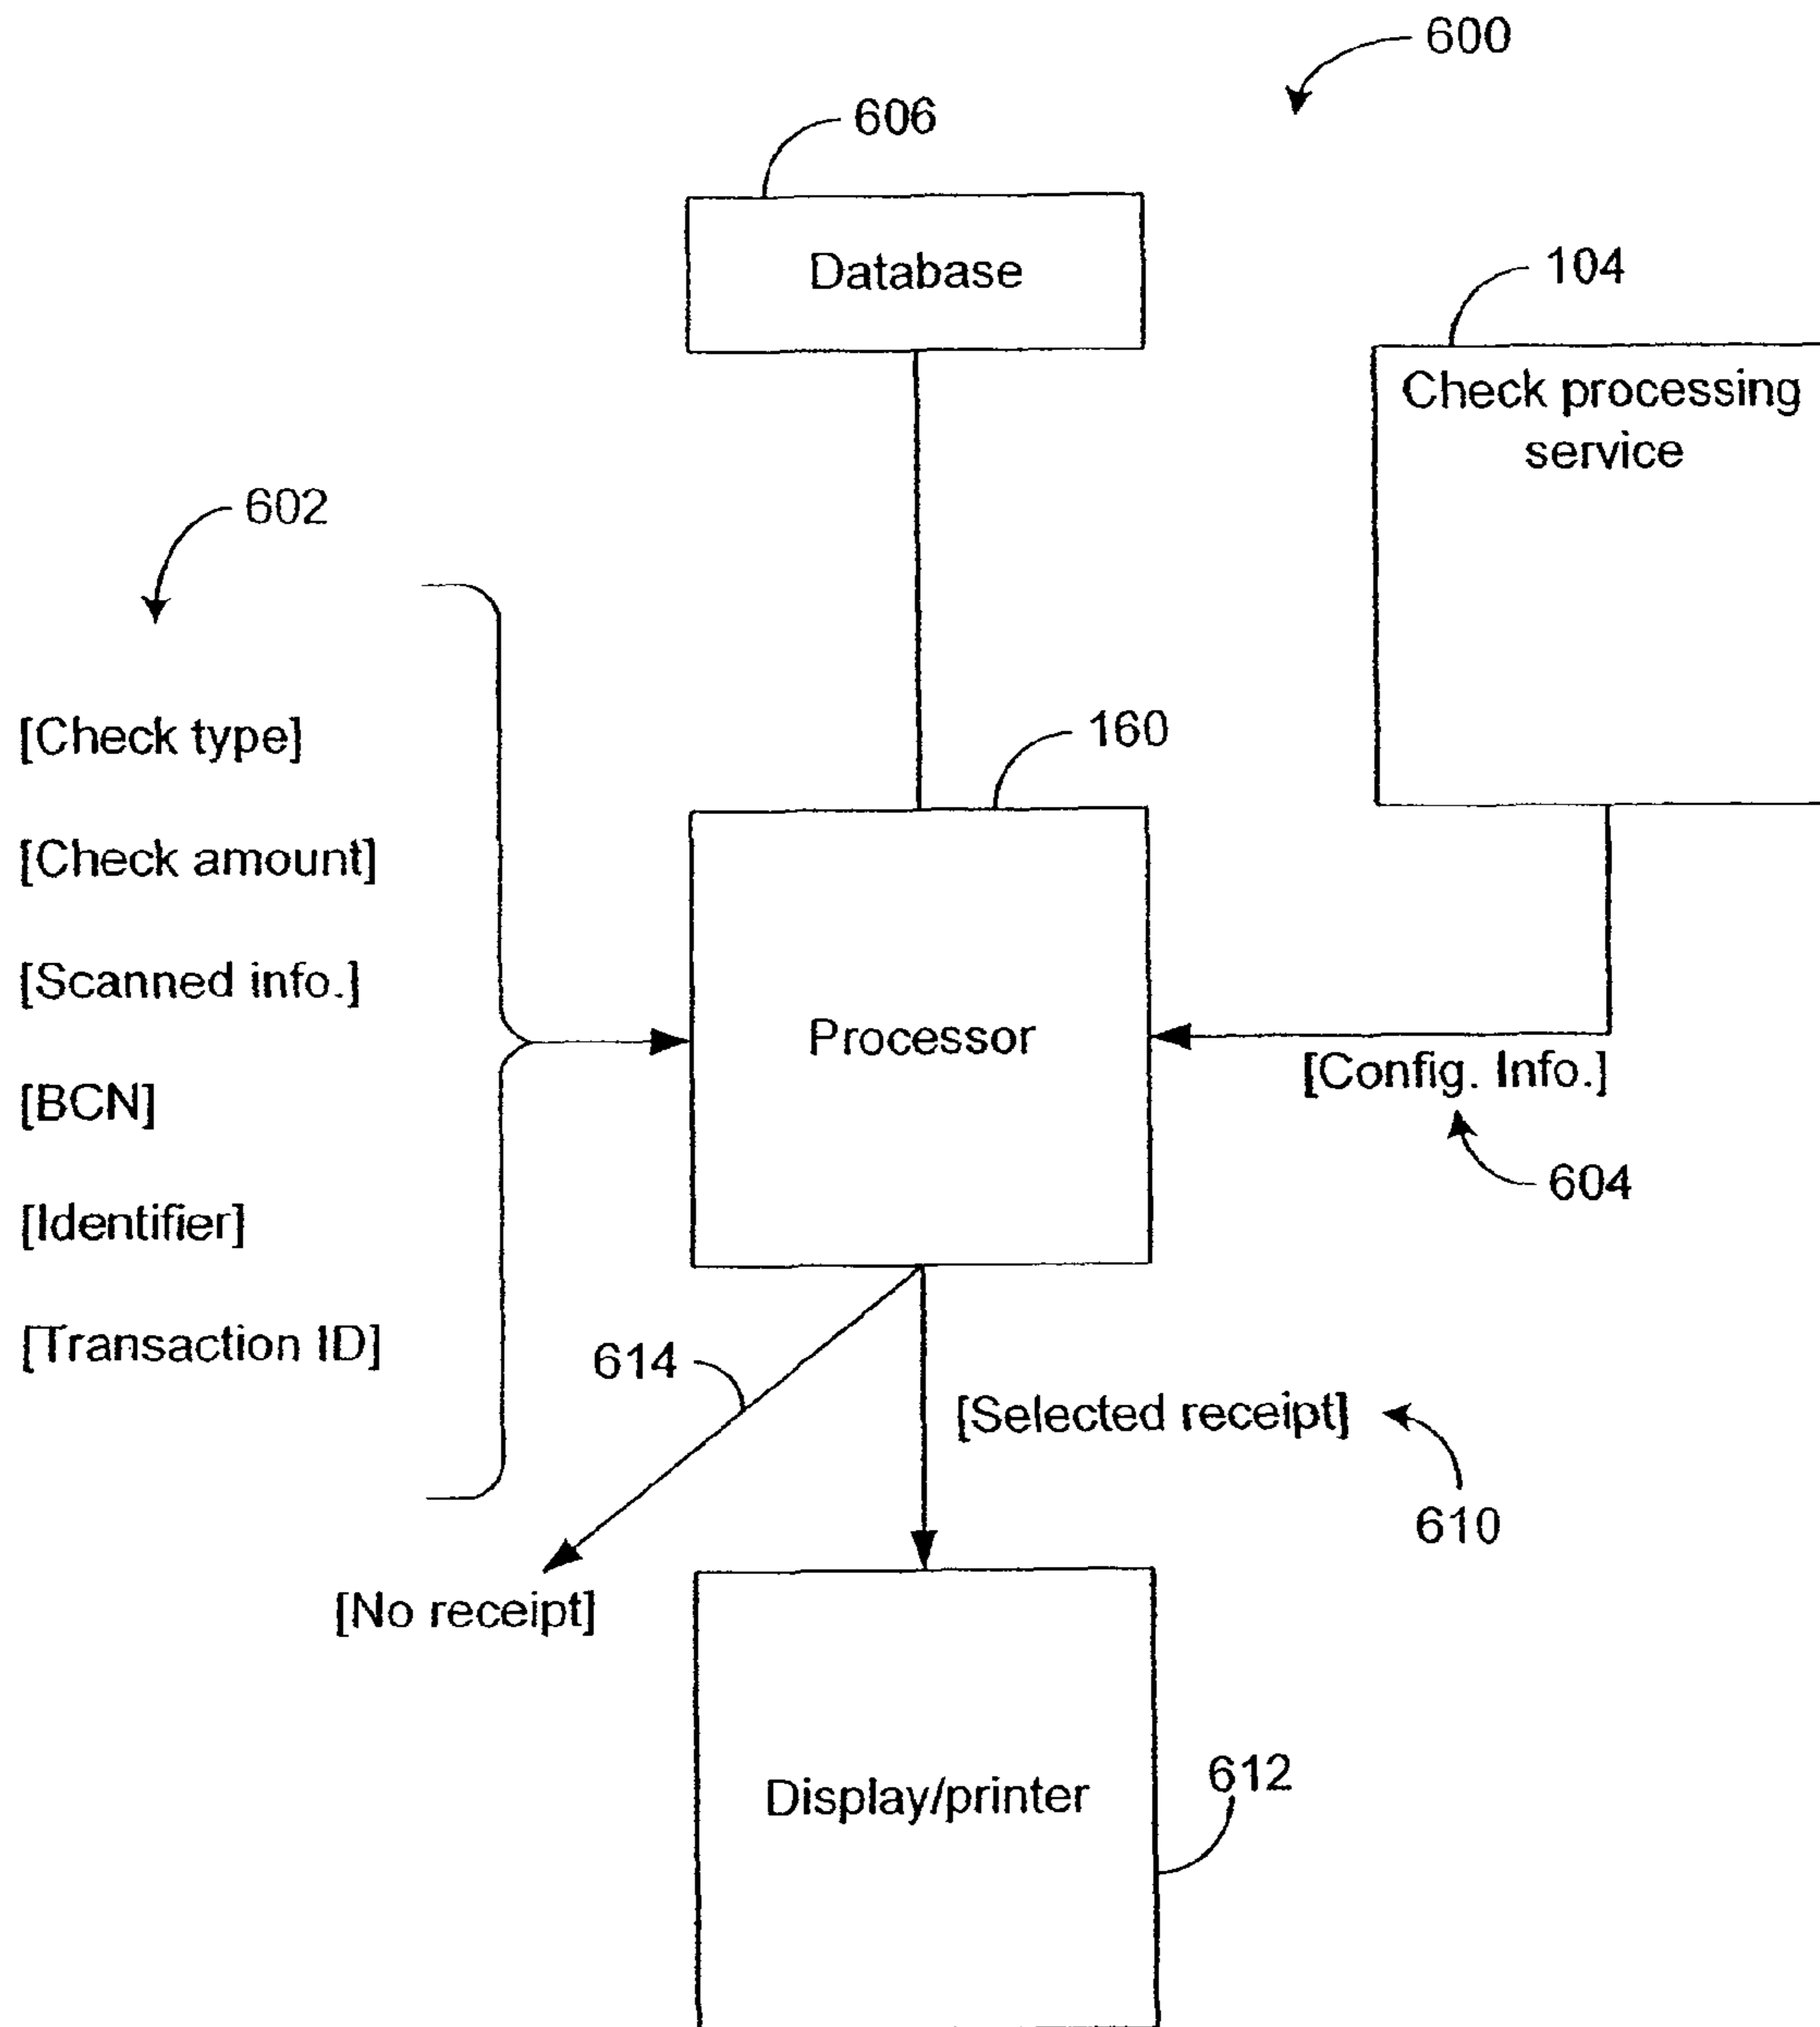 600
606
Database
104
Check processing
service
602
[Check type]
[Check amount]
[Scanned info.]
[BCN]
[Identifier]
[Transaction ID]
160
Processor
[Config. Info.]
604
614
[Selected receipt]
610
[No receipt]
Display/printer
612